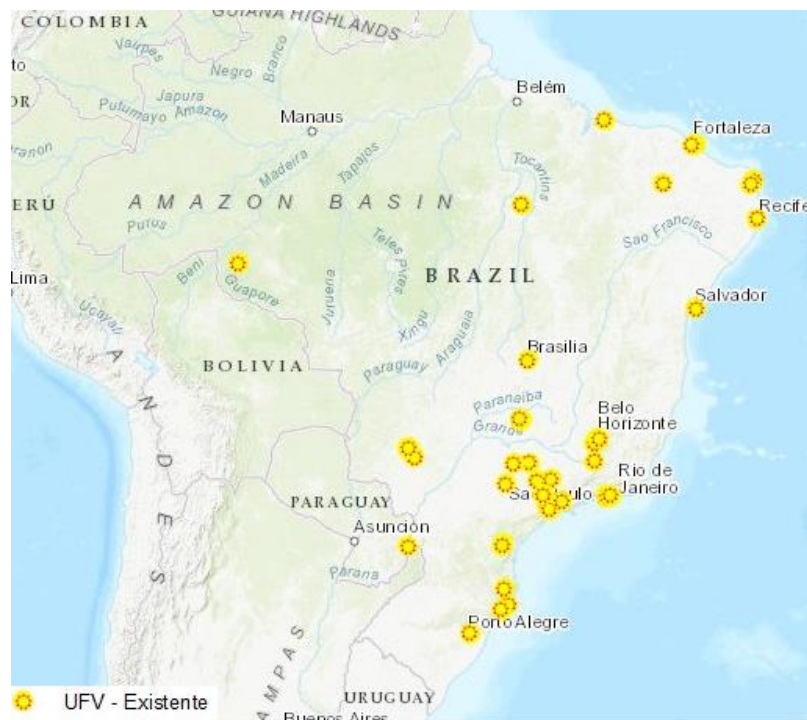 COLOMBIA
GUIANA HIGHLANDS
Vaupes
Negro
Branco
Belém
Japura
Putumayo
Amazon
Manaus
Fortaleza
Madeira
Tapajos
Tocantins
AMAZON BASIN
Purus
Recife
Sao Francisco
Teles Pires
Lima
Beni
Guapore
Juruena
Xingu
BRAZIL
Salvador
Ucayali
Araguaia
ANDES
BOLIVIA
Paraguay
Brasilia
Paranaiba
Grande
Belo
Horizonte
Rio de
Janeiro
PARAGUAY
Asuncion
Parana
Porto Alegre
URUGUAY
Buenos Aires
UFV - Existente